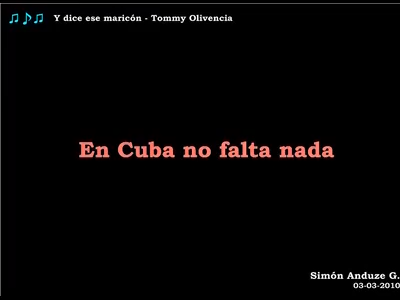 Y dice ese maricón - Tommy Olivencia
En Cuba no falta nada
Simón Anduze G.
03-03-2010